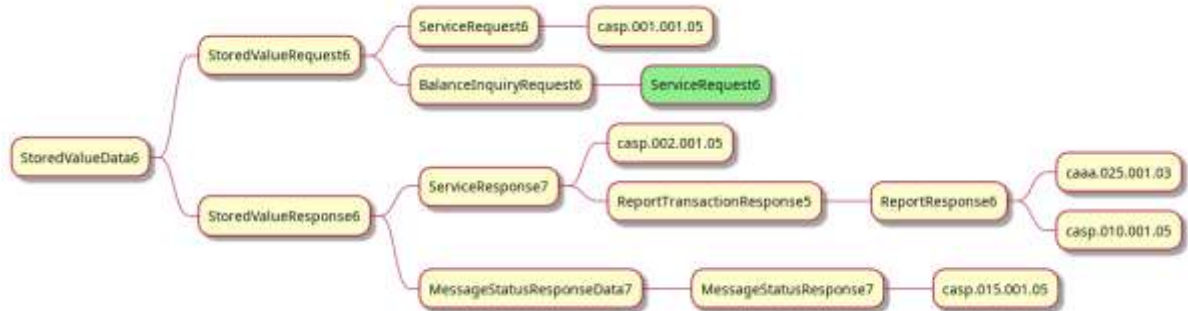 StoredValueData6
StoredValueRequest6
ServiceRequest6
casp.001.001.05
BalanceInquiryRequest6
ServiceRequest6
StoredValueResponse6
ServiceResponse7
casp.002.001.05
ReportTransactionResponse5
ReportResponse6
caaa.025.001.03
casp.010.001.05
MessageStatusResponseData7
MessageStatusResponse7
casp.015.001.05